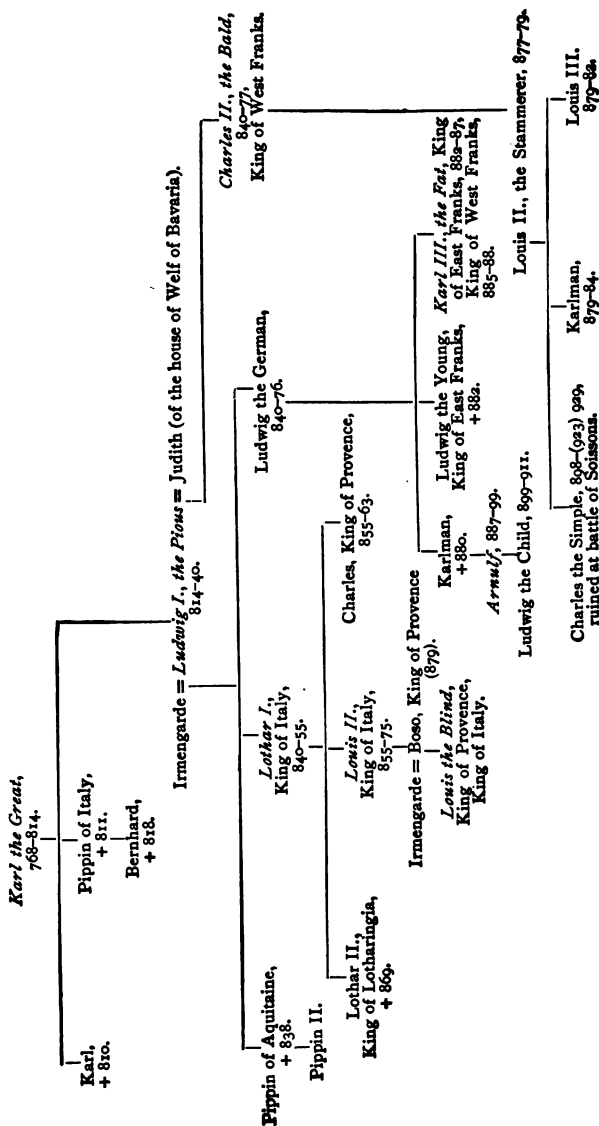 Karl the Great,
768–814.
Karl,
+ 810.
Pippin of Italy,
+ 811.
Bernhard,
+ 818.
Irmengarde = Ludwig I., the Pious = Judith (of the house of Welf of Bavaria).
814–40.
Pippin of Aquitaine,
+ 838.
Pippin II.
Lothar I.,
King of Italy,
840–55.
Ludwig the German,
840–76.
Charles II., the Bald,
840–77,
King of West Franks.
Lothar II.,
King of Lotharingia,
+ 869.
Louis II.,
King of Italy,
855–75.
Charles, King of Provence,
855–63.
Irmengarde = Boso, King of Provence
(879).
Louis the Blind,
King of Provence,
King of Italy.
Karlman,
+ 880.
Arnulf, 887–99.
Ludwig the Child, 899–911.
Ludwig the Young,
King of East Franks,
+ 882.
Karl III., the Fat, King
of East Franks, 882–87,
King of West Franks,
885–88.
Louis II., the Stammerer, 877–79.
Charles the Simple, 898–(923) 929,
ruined at battle of Soissons.
Karlman,
879–84.
Louis III.
879–82.